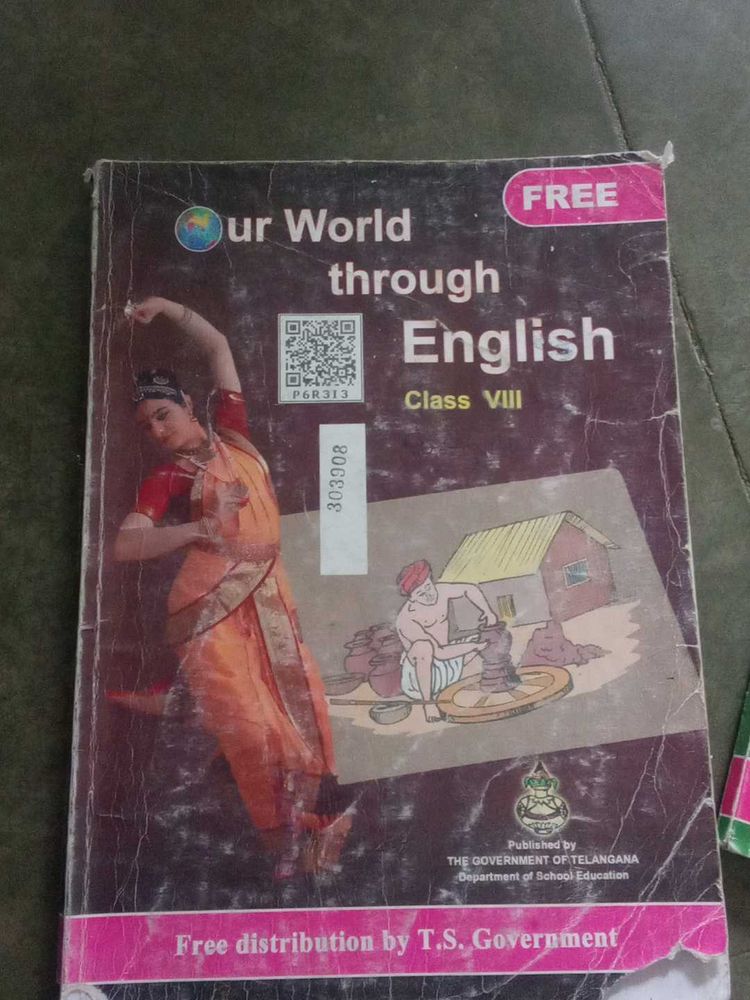 FREE
Our World
through
English
Class VIII
P6R3I3
303908
Published by
THE GOVERNMENT OF TELANGANA
Department of School Education
Free distribution by T.S. Government